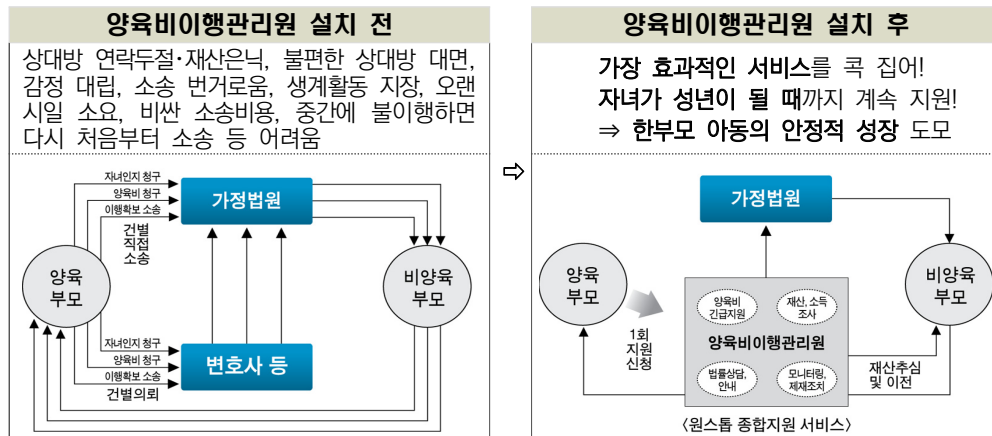 양육비이행관리원 설치 전
상대방 연락두절·재산은닉, 불편한 상대방 대면,
감정 대립, 소송 번거로움, 생계활동 지장, 오랜
시일 소요, 비싼 소송비용, 중간에 불이행하면
다시 처음부터 소송 등 어려움
자녀인지 청구
양육비 청구
이행확보 소송
건별
직접
소송
가정법원
양육
부모
비양육
부모
자녀인지 청구
양육비 청구
이행확보 소송
건별의뢰
변호사 등
⇨
양육비이행관리원 설치 후
가장 효과적인 서비스를 콕 집어!
자녀가 성년이 될 때까지 계속 지원!
⇒ 한부모 아동의 안정적 성장 도모
가정법원
양육
부모
비양육
부모
1회
지원
신청
양육비
긴급지원
재산, 소득
조사
양육비이행관리원
법률상담,
안내
모니터링,
제재조치
재산추심
및 이전
〈원스톱 종합지원 서비스〉